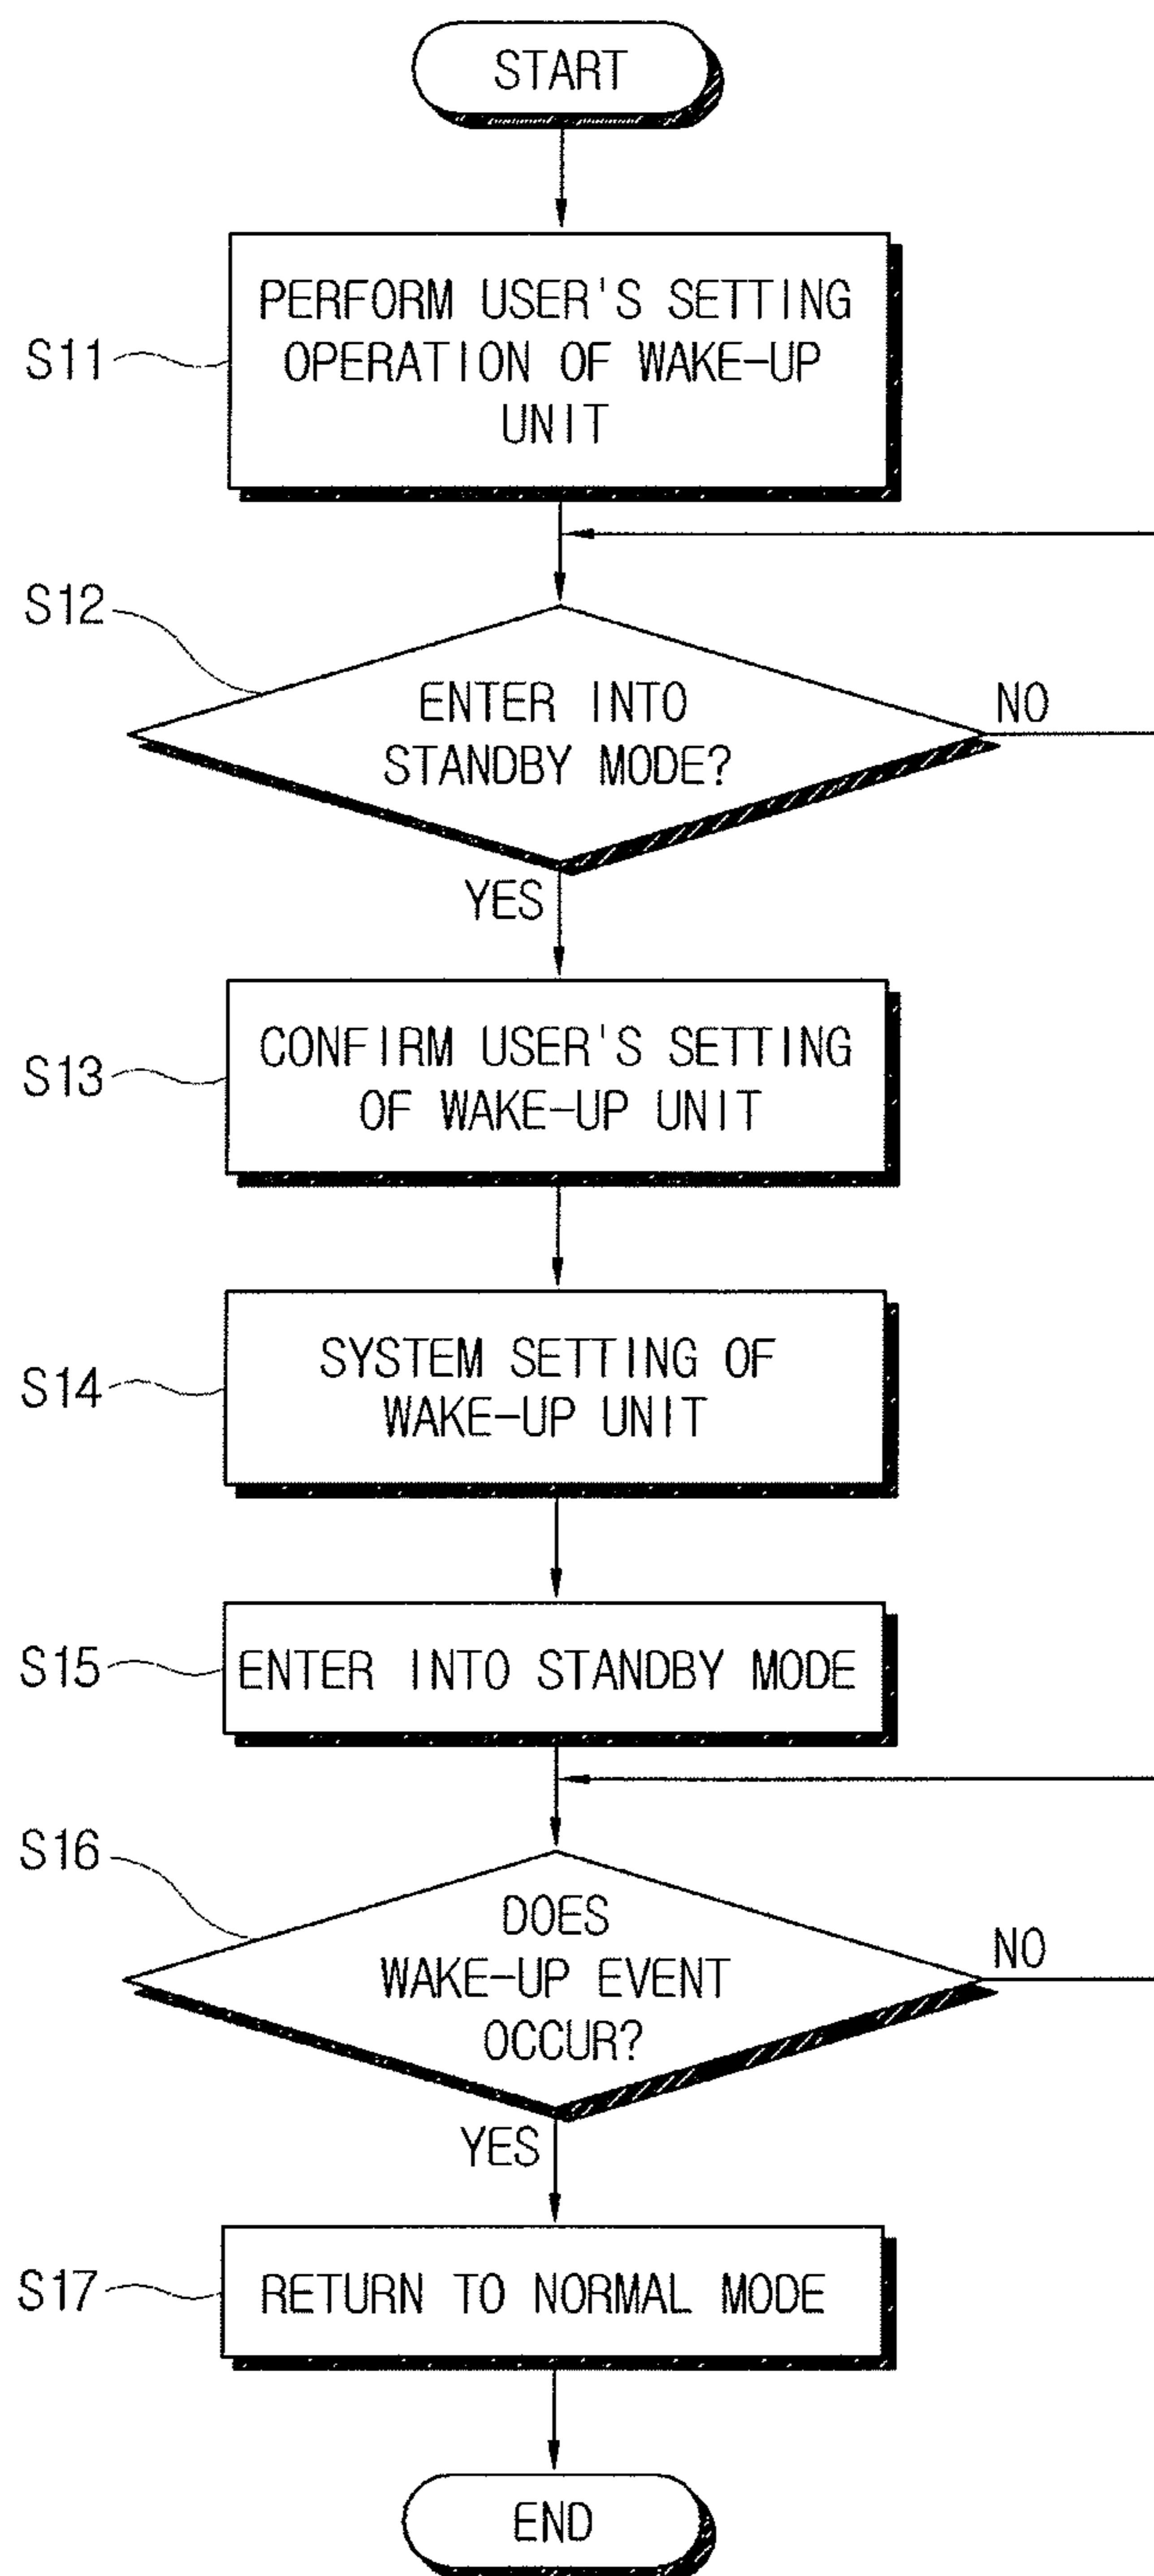 START
S11
PERFORM USER'S SETTING
OPERATION OF WAKE-UP
UNIT
S12
ENTER INTO
STANDBY MODE?
NO
YES
S13
CONFIRM USER'S SETTING
OF WAKE-UP UNIT
S14
SYSTEM SETTING OF
WAKE-UP UNIT
S15
ENTER INTO STANDBY MODE
S16
DOES
WAKE-UP EVENT
OCCUR?
NO
YES
S17
RETURN TO NORMAL MODE
END